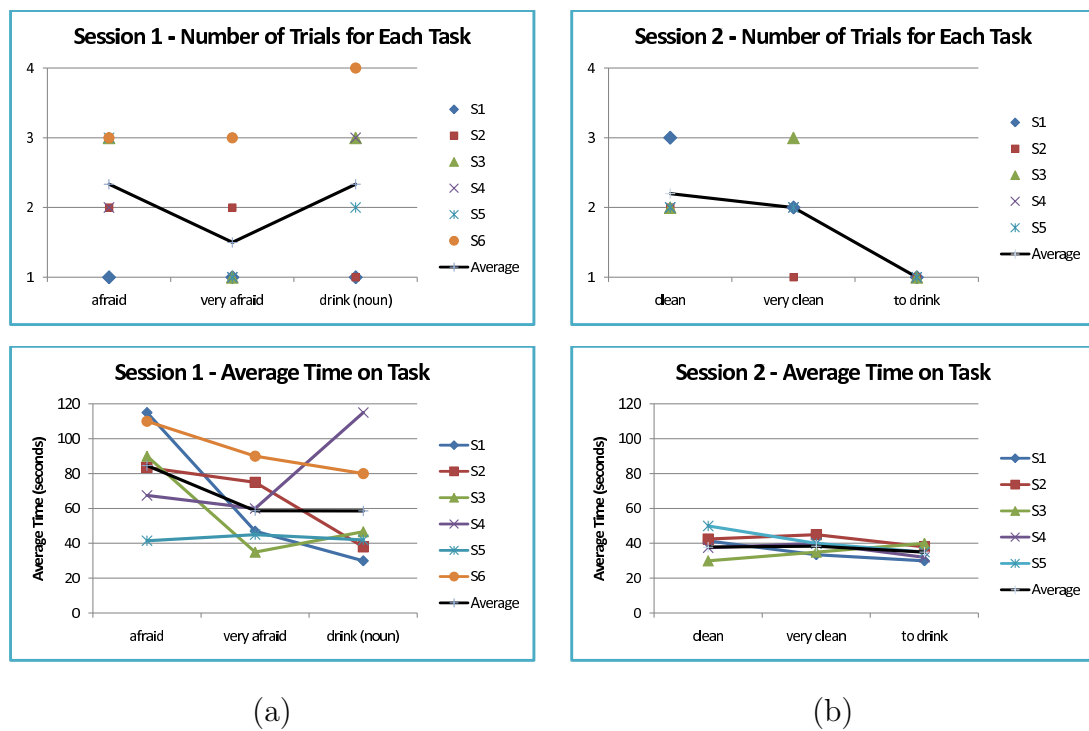 Session 1 - Number of Trials for Each Task
4
3
2
1
afraid very afraid drink (noun)
S1
S2
S3
S4
S5
S6
Average
Session 2 - Number of Trials for Each Task
4
3
2
1
clean very clean to drink
S1
S2
S3
S4
S5
Average
Session 1 - Average Time on Task
Average Time (seconds)
120
100
80
60
40
20
0
afraid very afraid drink (noun)
S1
S2
S3
S4
S5
S6
Average
Session 2 - Average Time on Task
Average Time (seconds)
120
100
80
60
40
20
0
clean very clean to drink
S1
S2
S3
S4
S5
Average
(a) (b)